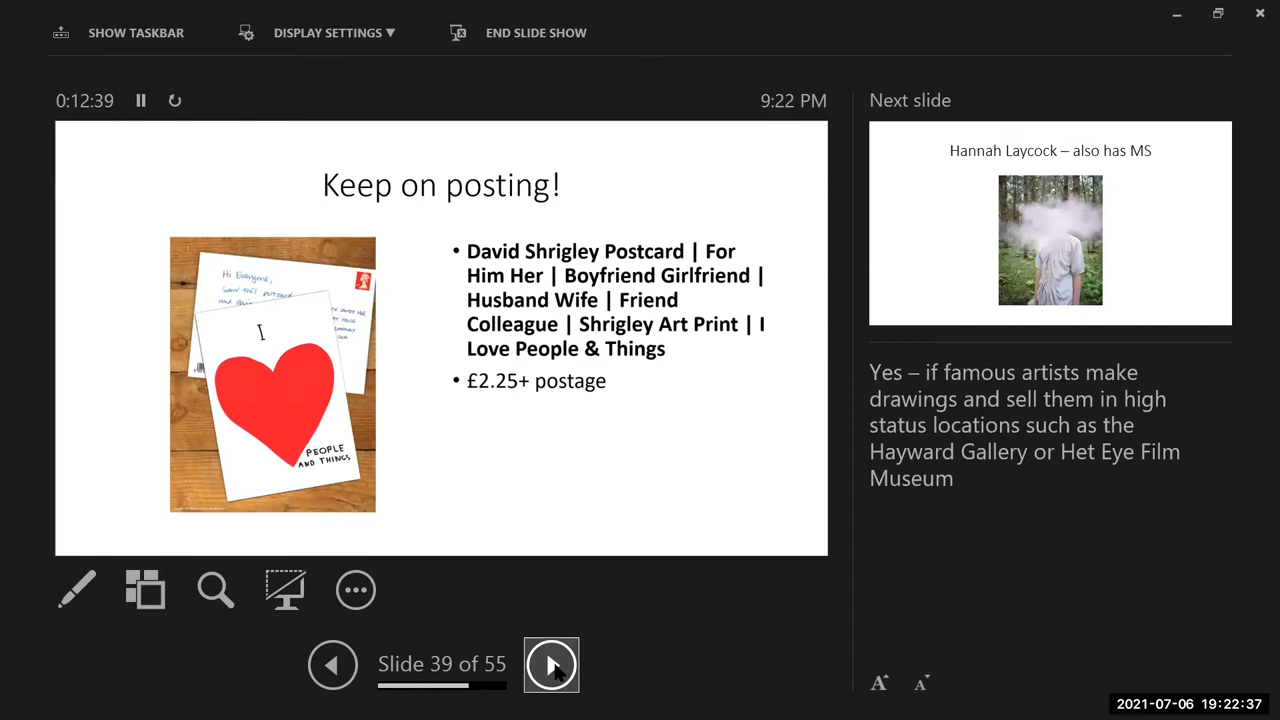 SHOW TASKBAR
DISPLAY SETTINGS ▼
END SLIDE SHOW
0:12:39
9:22 PM
Keep on posting!
Hi Everyone,
I
PEOPLE
AND THINGS
• David Shrigley Postcard | For
Him Her | Boyfriend Girlfriend |
Husband Wife | Friend
Colleague | Shrigley Art Print | I
Love People & Things
• £2.25+ postage
Next slide
Hannah Laycock – also has MS
Yes – if famous artists make
drawings and sell them in high
status locations such as the
Hayward Gallery or Het Eye Film
Museum
Slide 39 of 55
A A
2021-07-06 19:22:37